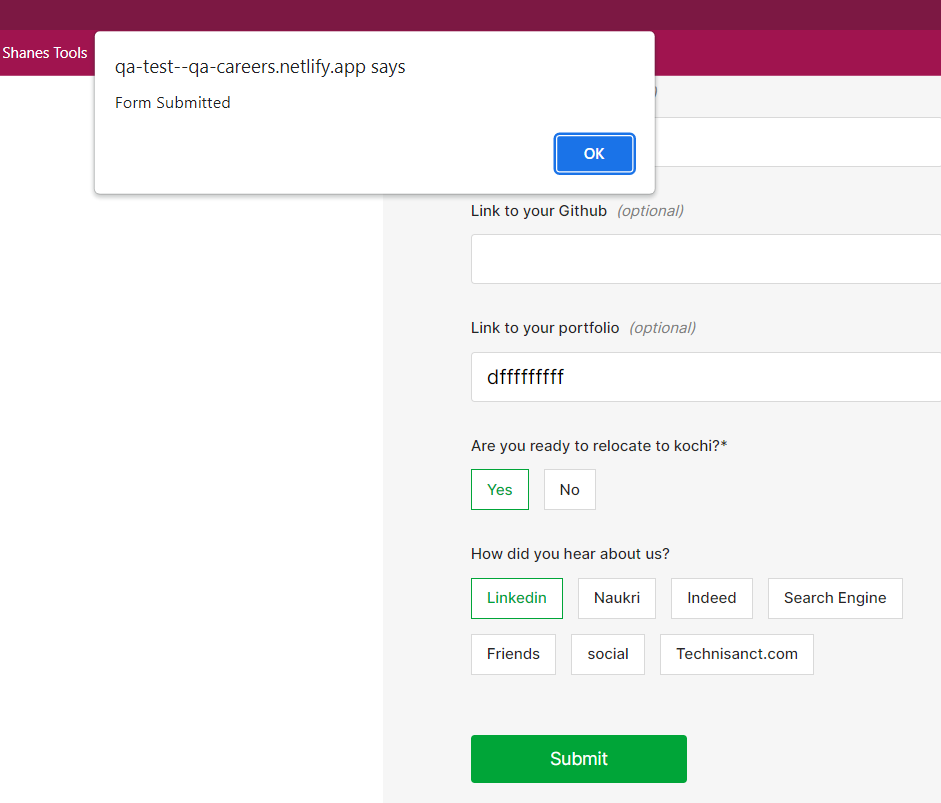 Shanes Tools
qa-test--qa-careers.netlify.app says
Form Submitted
OK
Link to your Github (optional)
Link to your portfolio (optional)
dfffffffff
Are you ready to relocate to kochi?*
Yes No
How did you hear about us?
Linkedin Naukri Indeed Search Engine
Friends social Technisanct.com
Submit